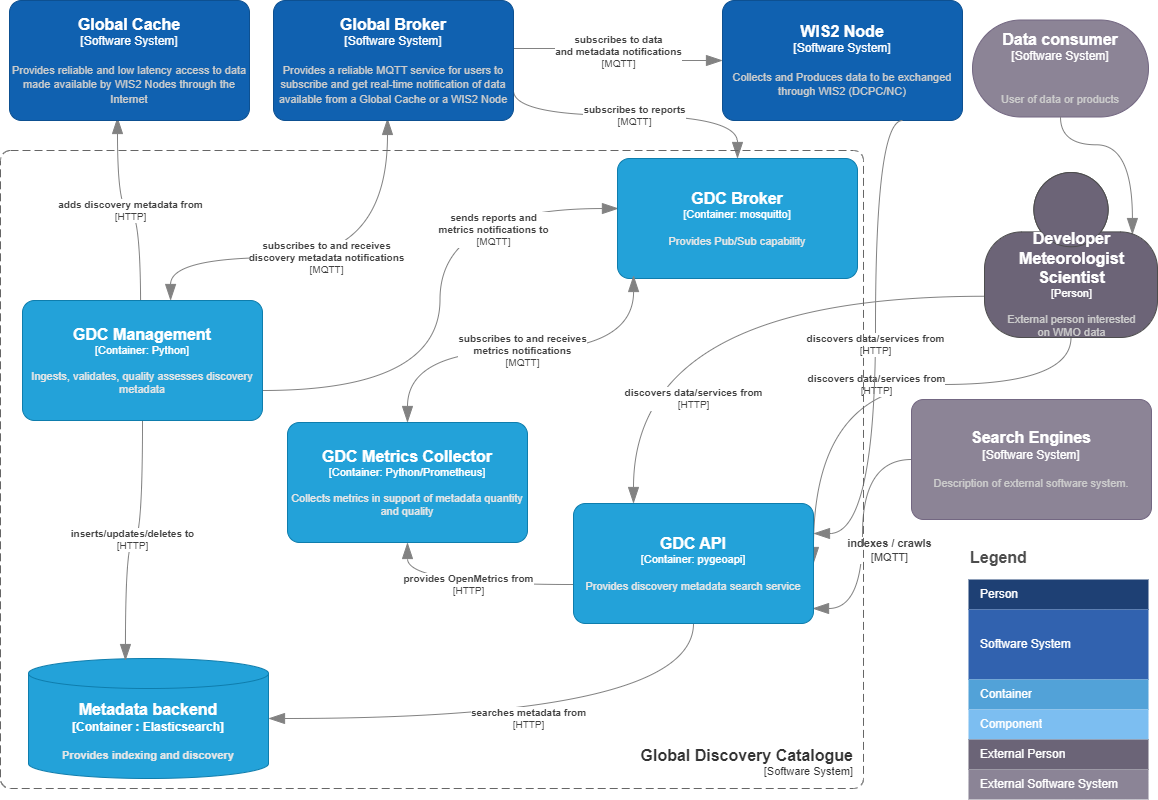 Global Cache
[Software System]
Provides reliable and low latency access to data
made available by WIS2 Nodes through the
Internet
Global Broker
[Software System]
Provides a reliable MQTT service for users to
subscribe and get real-time notification of data
available from a Global Cache or a WIS2 Node
subscribes to data
and metadata notifications
[MQTT]
WIS2 Node
[Software System]
Collects and Produces data to be exchanged
through WIS2 (DCPC/NC)
Data consumer
[Software System]
User of data or products
subscribes to reports
[MQTT]
adds discovery metadata from
[HTTP]
subscribes to and receives
discovery metadata notifications
[MQTT]
sends reports and
metrics notifications to
[MQTT]
GDC Broker
[Container: mosquitto]
Provides Pub/Sub capability
Developer
Meteorologist
Scientist
[Person]
External person interested
on WMO data
GDC Management
[Container: Python]
Ingests, validates, quality assesses discovery
metadata
subscribes to and receives
metrics notifications
[MQTT]
discovers data/services from
[HTTP]
discovers data/services from
[HTTP]
discovers data/services from
[HTTP]
GDC Metrics Collector
[Container: Python/Prometheus]
Collects metrics in support of metadata quantity
and quality
Search Engines
[Software System]
Description of external software system.
inserts/updates/deletes to
[HTTP]
GDC API
[Container: pygeoapi]
Provides discovery metadata search service
indexes / crawls
[MQTT]
provides OpenMetrics from
[HTTP]
Metadata backend
[Container : Elasticsearch]
Provides indexing and discovery
searches metadata from
[HTTP]
Global Discovery Catalogue
[Software System]
Legend
Person
Software System
Container
Component
External Person
External Software System